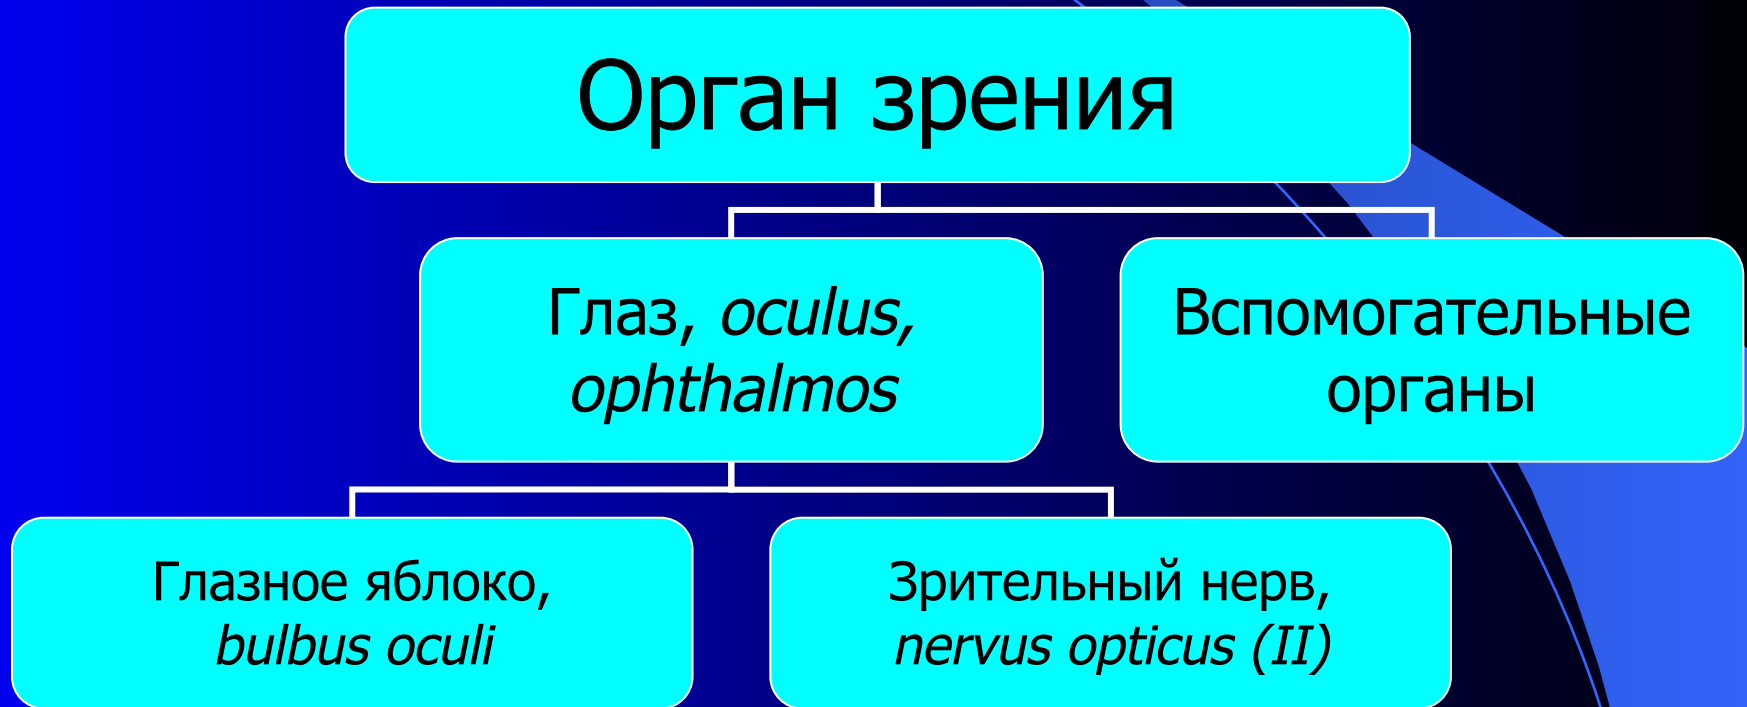 Орган зрения
Глаз, oculus,
ophthalmos
Вспомогательные
органы
Глазное яблоко,
bulbus oculi
Зрительный нерв,
nervus opticus (II)